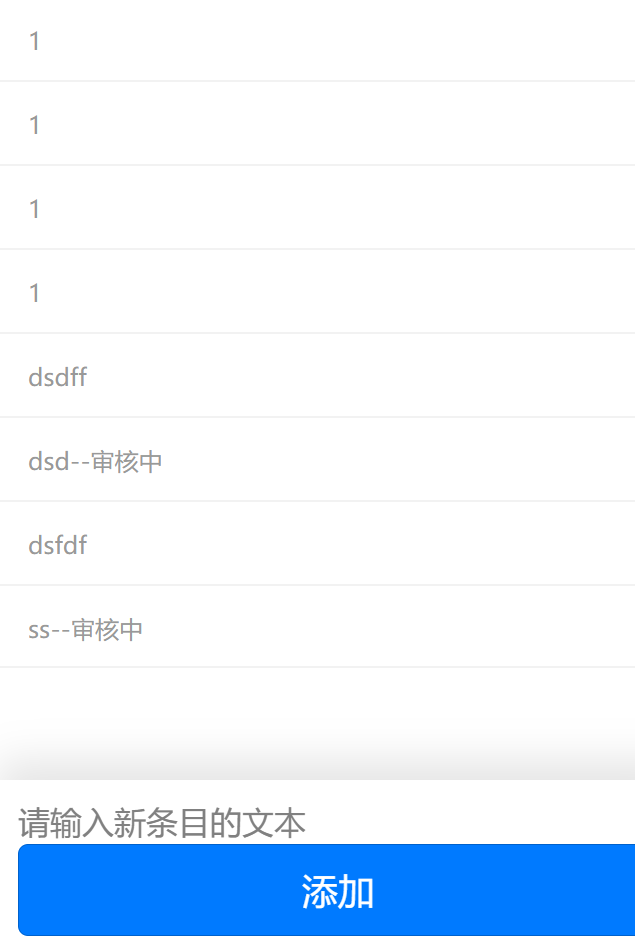 1
1
1
1
dsdff
dsd--审核中
dsfdf
ss--审核中
请输入新条目的文本
添加